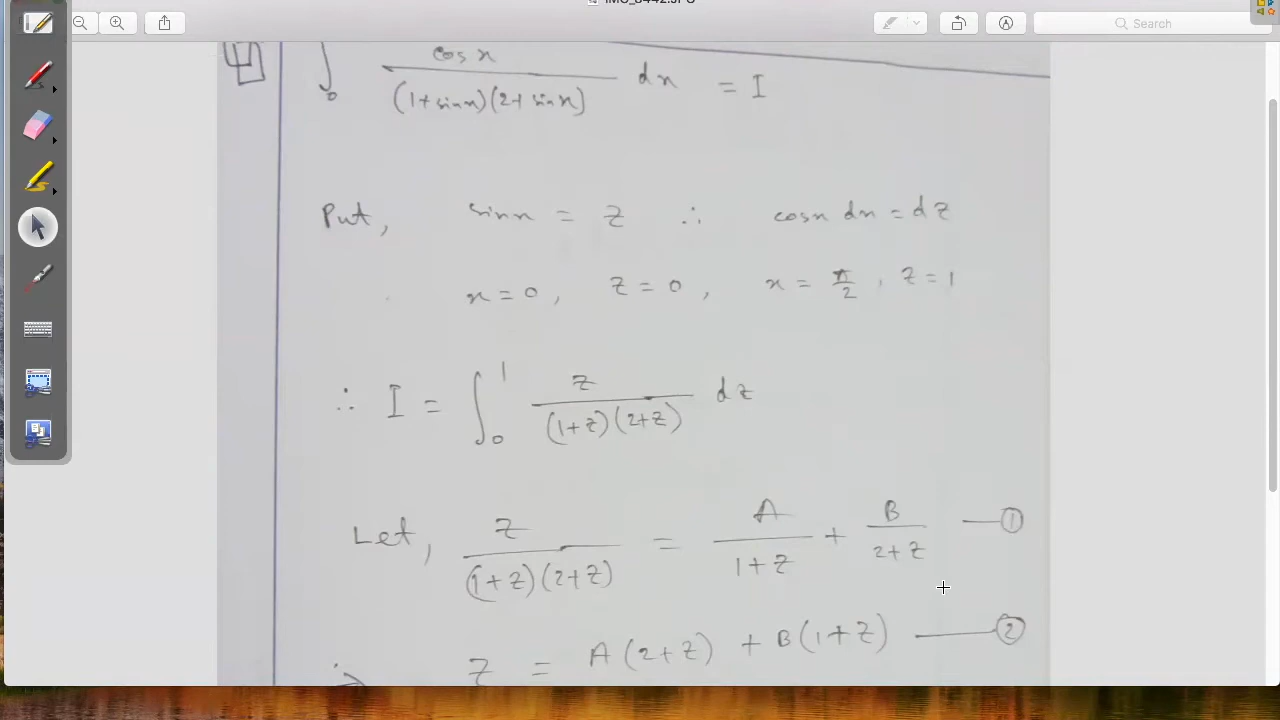 Search
∫₀ cos x / (1+sin x)(2+sin x) dx = I
Put, sin x = z ∴ cos x dx = dz
x = 0, z = 0, x = π/2, z = 1
∴ I = ∫₀¹ z / (1+z)(2+z) dz
Let, z / (1+z)(2+z) = A / 1+z + B / 2+z — ①
z = A(2+z) + B(1+z) — ②